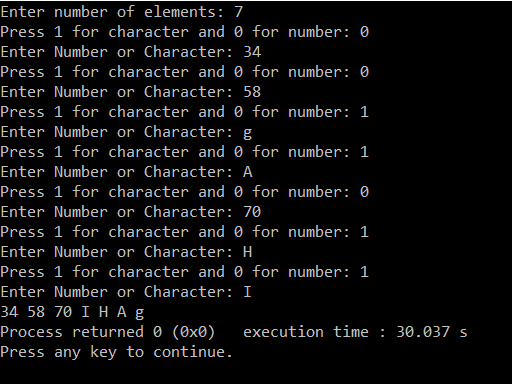 Enter number of elements: 7
Press 1 for character and 0 for number: 0
Enter Number or Character: 34
Press 1 for character and 0 for number: 0
Enter Number or Character: 58
Press 1 for character and 0 for number: 1
Enter Number or Character: g
Press 1 for character and 0 for number: 1
Enter Number or Character: A
Press 1 for character and 0 for number: 0
Enter Number or Character: 70
Press 1 for character and 0 for number: 1
Enter Number or Character: H
Press 1 for character and 0 for number: 1
Enter Number or Character: I
34 58 70 I H A g
Process returned 0 (0x0)   execution time : 30.037 s
Press any key to continue.